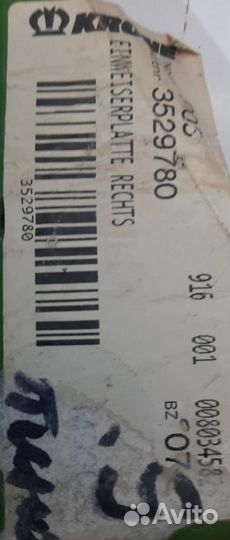 KRONE
3529780
EINWEISERPLATTE RECHTS
3529780
916 001 00803458
BZ 07
Avito